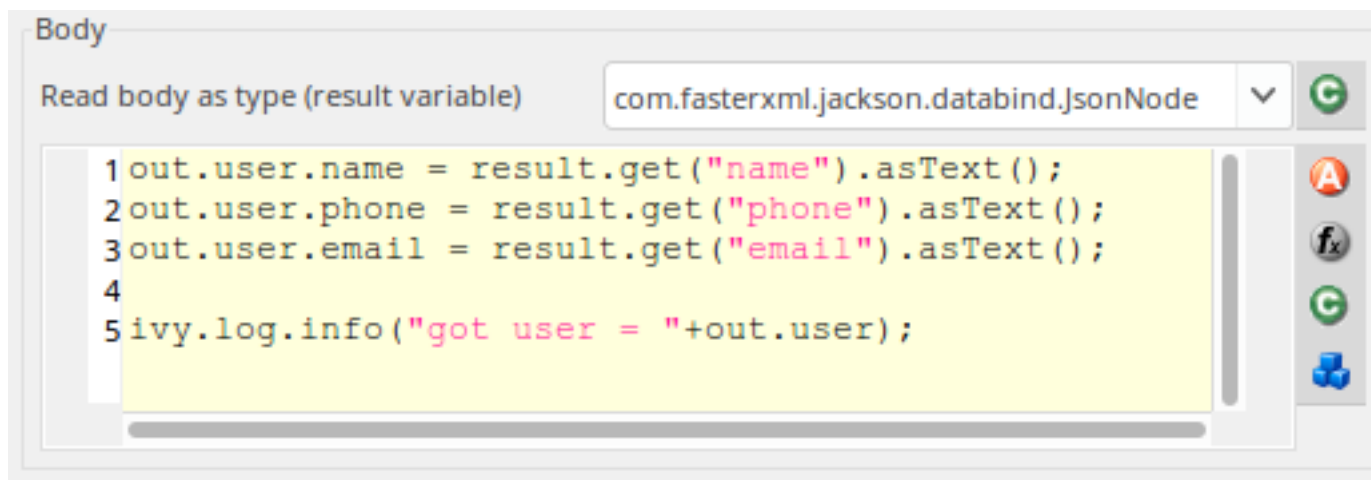 Body
Read body as type (result variable) com.fasterxml.jackson.databind.JsonNode C
1 out.user.name = result.get("name").asText();
2 out.user.phone = result.get("phone").asText();
3 out.user.email = result.get("email").asText();
4
5 ivy.log.info("got user = "+out.user);
A
fx
C